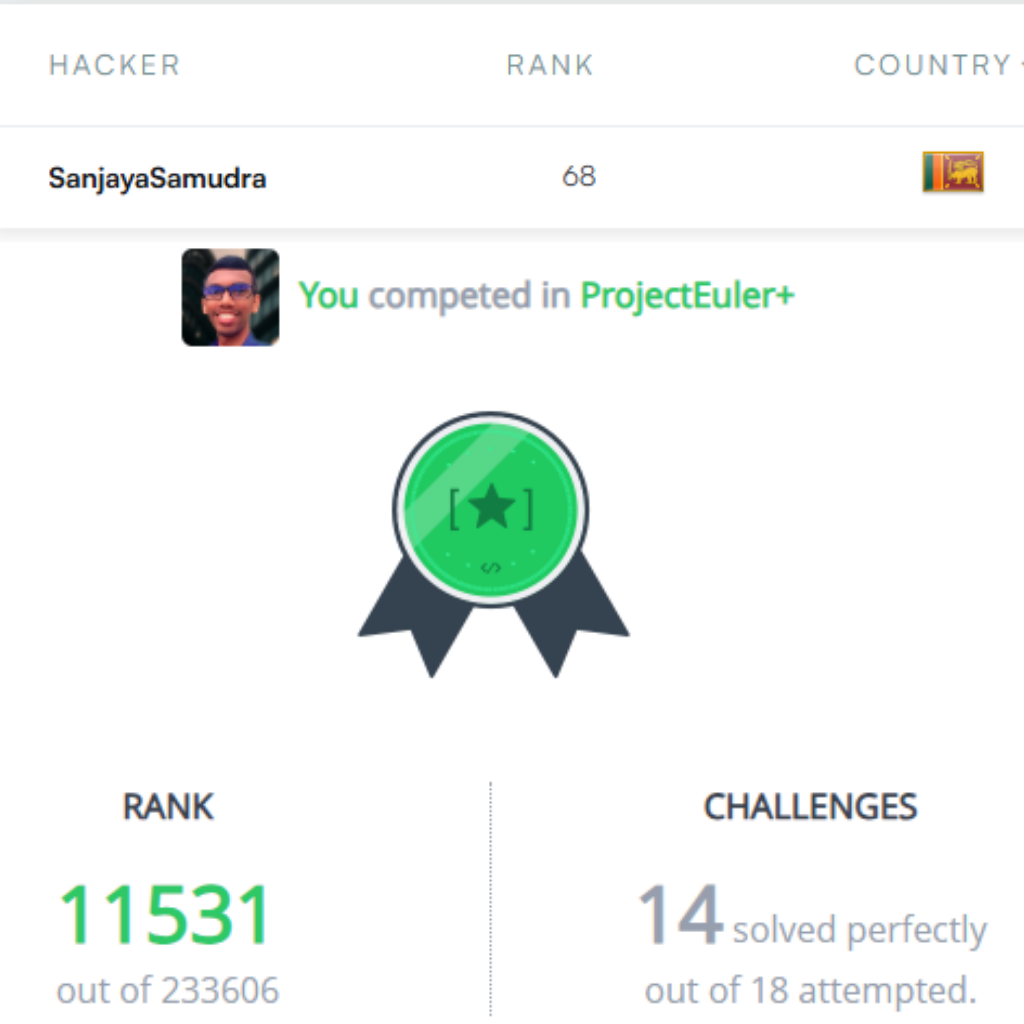 HACKER RANK COUNTRY
SanjayaSamudra 68
You competed in ProjectEuler+
[★]
RANK CHALLENGES
11531 14 solved perfectly
out of 233606 out of 18 attempted.